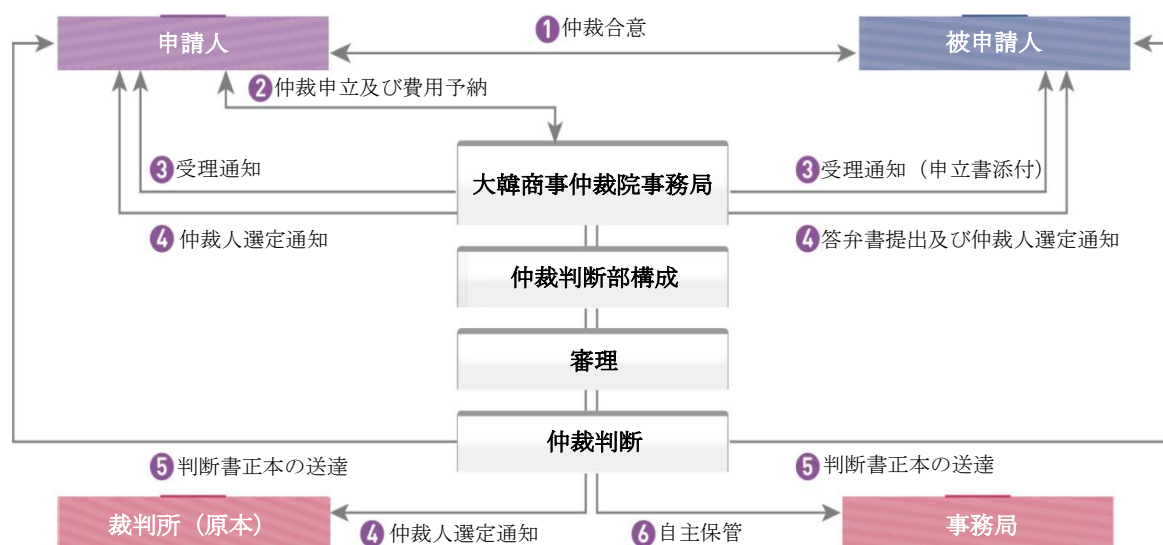 申請人
❶仲裁合意
被申請人
❷仲裁申立及び費用予納
❸受理通知
大韓商事仲裁院事務局
❸受理通知（申立書添付）
❹仲裁人選定通知
❹答弁書提出及び仲裁人選定通知
仲裁判断部構成
審理
仲裁判断
❺判断書正本の送達
❺判断書正本の送達
裁判所（原本）
❹仲裁人選定通知
❻自主保管
事務局